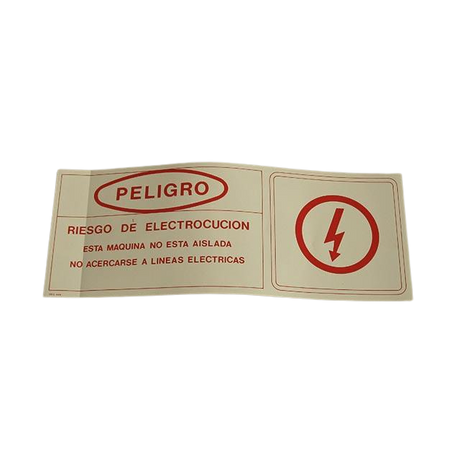 PELIGRO
RIESGO DE ELECTROCUCION
ESTA MAQUINA NO ESTA AISLADA
NO ACERCARSE A LINEAS ELECTRICAS